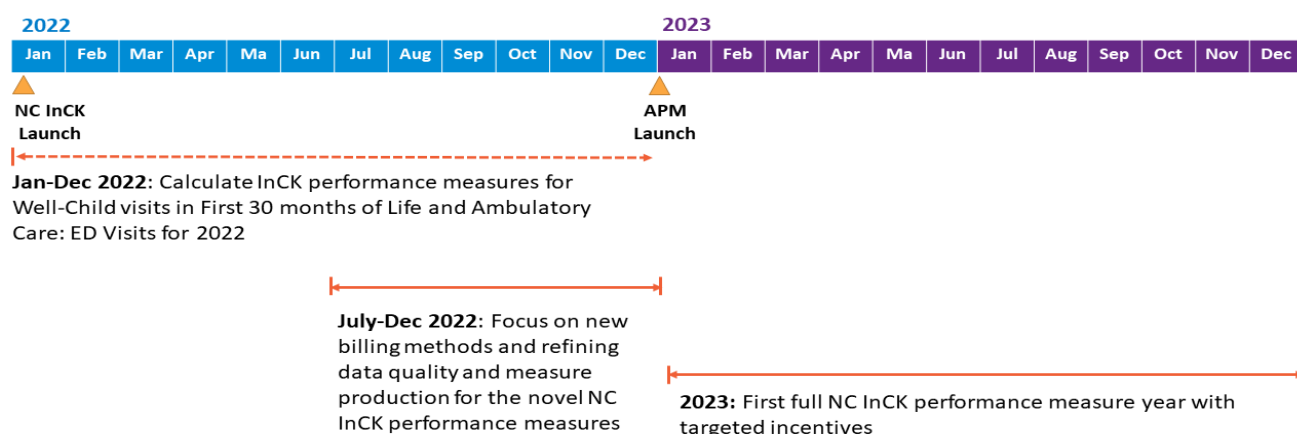 2022 2023
Jan Feb Mar Apr Ma Jun Jul Aug Sep Oct Nov Dec Jan Feb Mar Apr Ma Jun Jul Aug Sep Oct Nov Dec
NC InCK
Launch
APM
Launch
Jan-Dec 2022: Calculate InCK performance measures for
Well-Child visits in First 30 months of Life and Ambulatory
Care: ED Visits for 2022
July-Dec 2022: Focus on new
billing methods and refining
data quality and measure
production for the novel NC
InCK performance measures
2023: First full NC InCK performance measure year with
targeted incentives